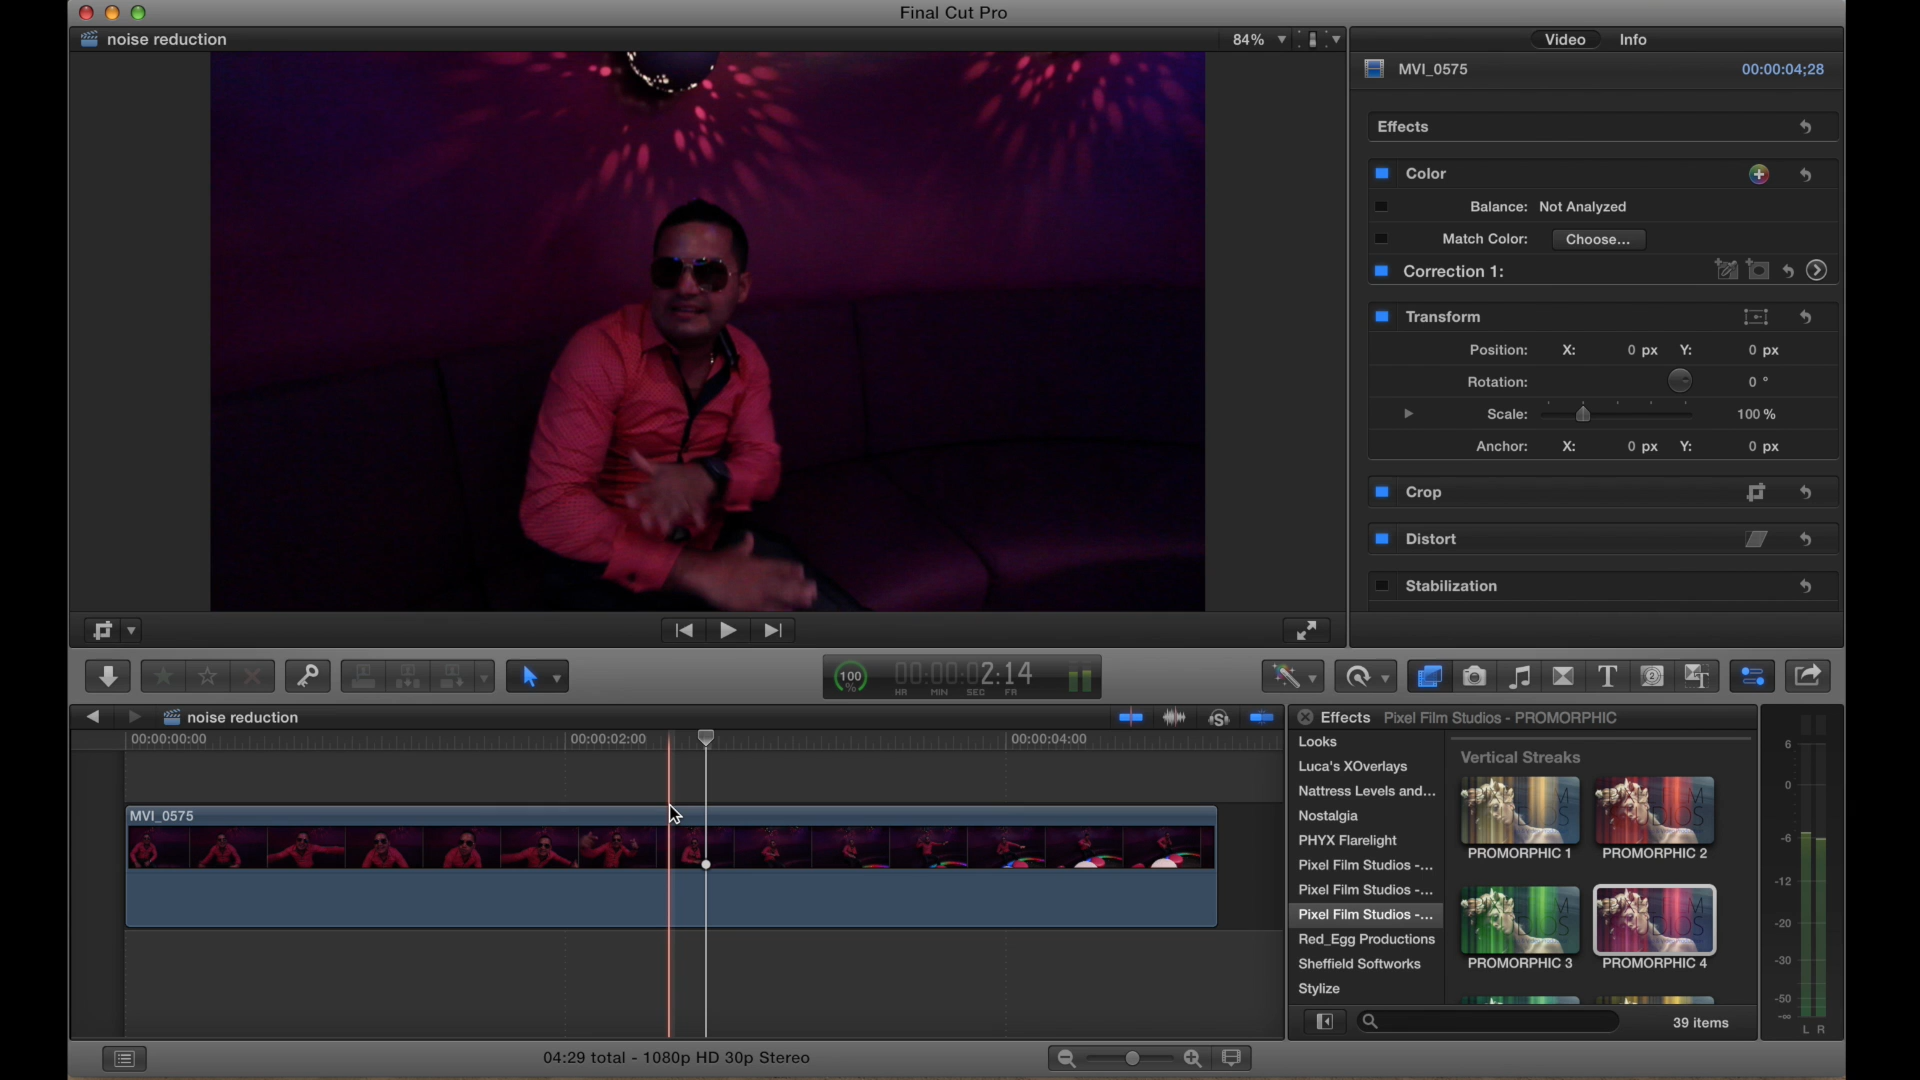 Final Cut Pro
noise reduction
84%
Video Info
MVI_0575 00:00:04;28
Effects
Color
Balance: Not Analyzed
Match Color: Choose...
Correction 1:
Transform
Position: X: 0 px Y: 0 px
Rotation: 0 °
Scale: 100 %
Anchor: X: 0 px Y: 0 px
Crop
Distort
Stabilization
100 %
00:00:02:14
HR MIN SEC FR
noise reduction
00:00:00:00 00:00:02:00 00:00:04:00
MVI_0575
Effects Pixel Film Studios - PROMORPHIC
Looks
Luca's XOverlays
Nattress Levels and...
Nostalgia
PHYX Flarelight
Pixel Film Studios -...
Pixel Film Studios -...
Pixel Film Studios -...
Red_Egg Productions
Sheffield Softworks
Stylize
Vertical Streaks
PROMORPHIC 1 PROMORPHIC 2
PROMORPHIC 3 PROMORPHIC 4
39 items
6
0
-6
-12
-20
-30
-50
-∞
L R
04:29 total - 1080p HD 30p Stereo